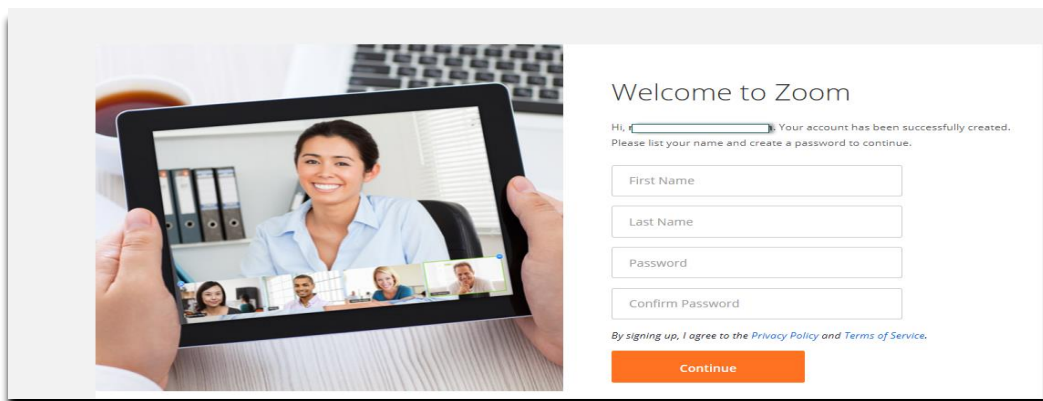 Welcome to Zoom
Hi, r Your account has been successfully created.
Please list your name and create a password to continue.
First Name
Last Name
Password
Confirm Password
By signing up, I agree to the Privacy Policy and Terms of Service.
Continue